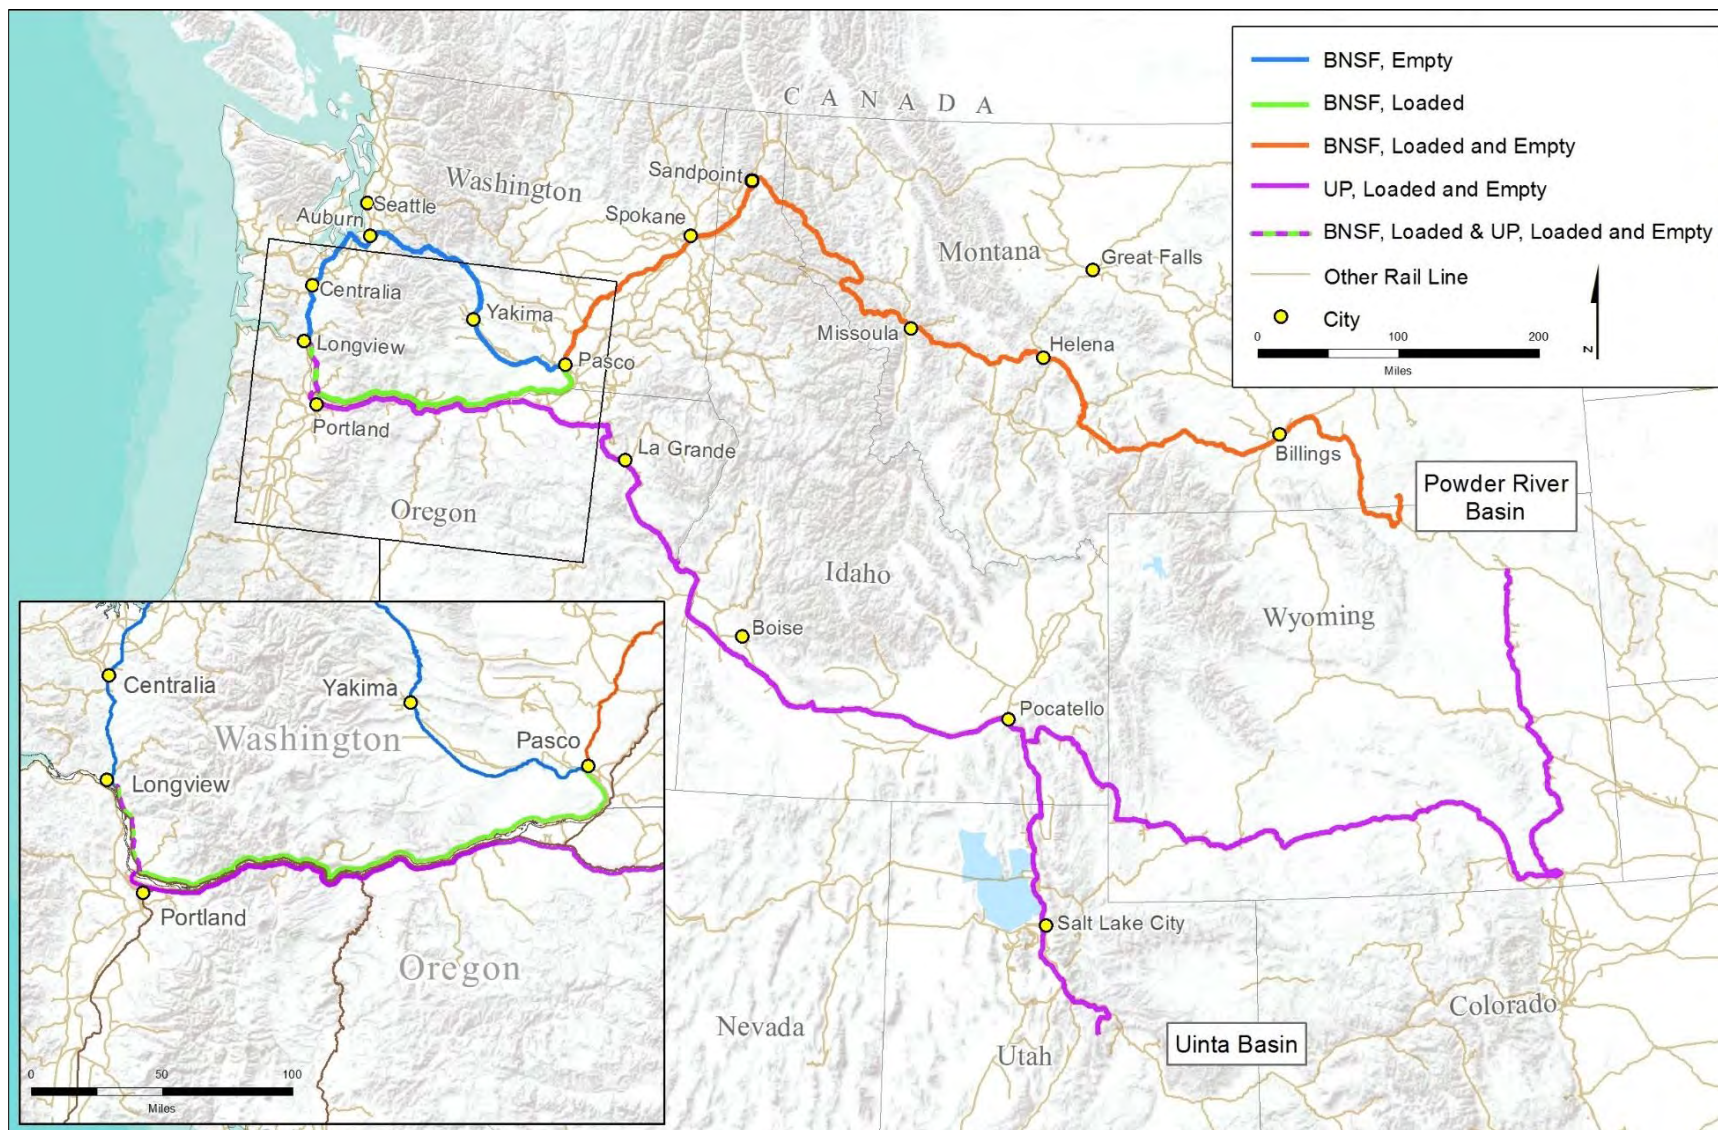 BNSF, Empty
BNSF, Loaded
BNSF, Loaded and Empty
UP, Loaded and Empty
BNSF, Loaded & UP, Loaded and Empty
Other Rail Line
City
0 100 200
Miles
N
CANADA
Washington
Sandpoint
Seattle
Auburn
Spokane
Montana
Great Falls
Centralia
Yakima
Missoula
Helena
Longview
Pasco
Portland
La Grande
Billings
Powder River
Basin
Oregon
Idaho
Wyoming
Boise
Pocatello
Salt Lake City
Nevada
Utah
Colorado
Uinta Basin
Centralia
Yakima
Washington
Pasco
Longview
Portland
Oregon
0 50 100
Miles